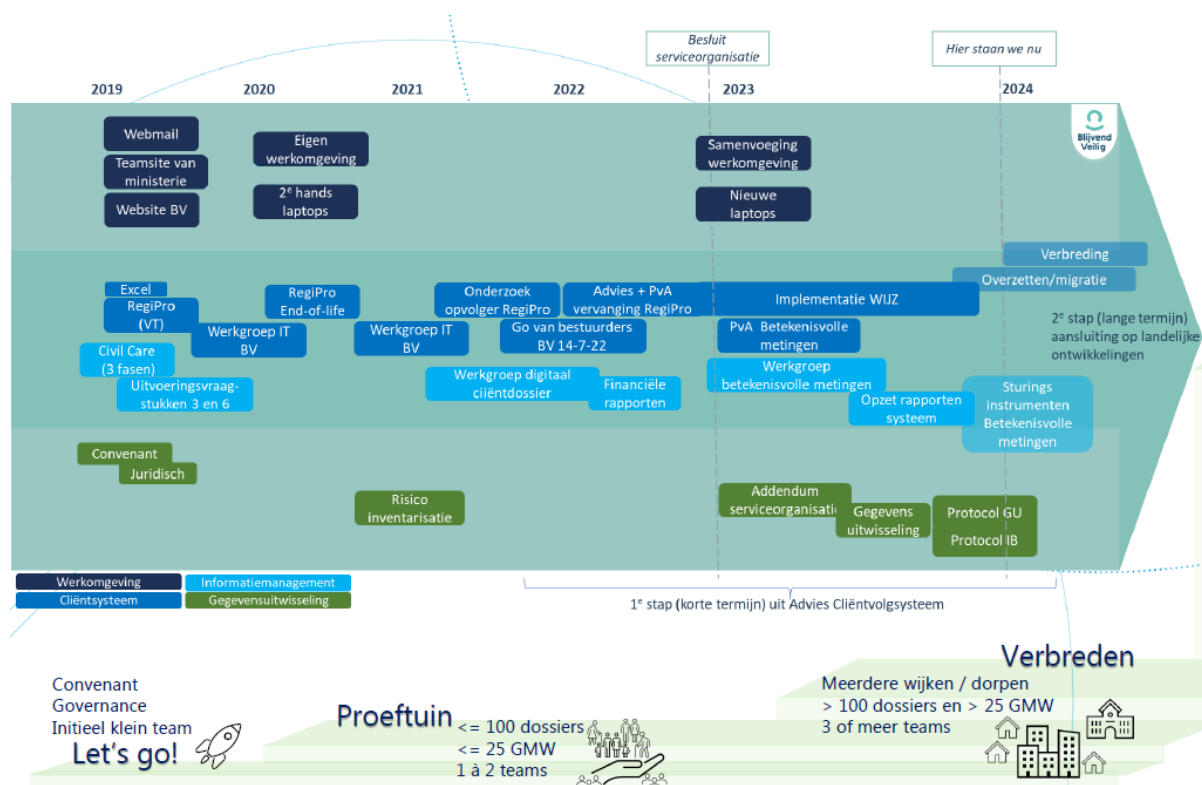 Besluit
serviceorganisatie
Hier staan we nu
2019
2020
2021
2022
2023
2024
Webmail
Teamsite van
ministerie
Website BV
Eigen
werkomgeving
2e hands
laptops
Samenvoeging
werkomgeving
Nieuwe
laptops
Blijvend
Veilig
Verbreding
Overzetten/migratie
Excel
RegiPro
(VT)
RegiPro
End-of-life
Onderzoek
opvolger RegiPro
Advies + PvA
vervanging RegiPro
Implementatie WIJZ
Werkgroep IT
BV
Werkgroep IT
BV
Go van bestuurders
BV 14-7-22
PvA Betekenisvolle
metingen
2e stap (lange termijn)
aansluiting op landelijke
ontwikkelingen
Civil Care
(3 fasen)
Uitvoeringsvraag-
stukken 3 en 6
Werkgroep digitaal
ciliëntdossier
Financiële
rapporten
Werkgroep
betekenisvolle metingen
Opzet rapporten
systeem
Sturings
instrumenten
Betekenisvolle
metingen
Convenant
Juridisch
Risico
inventarisatie
Addendum
serviceorganisatie
Gegevens
uitwisseling
Protocol GU
Protocol IB
Werkomgeving
Informatiemanagement
Cliëntsysteem
Gegevensuitwisseling
1e stap (korte termijn) uit Advies Cliëntvolgsysteem
Convenant
Governance
Initieel klein team
Let's go!
Proeftuin
<= 100 dossiers
<= 25 GMW
1 à 2 teams
Verbreden
Meerdere wijken / dorpen
> 100 dossiers en > 25 GMW
3 of meer teams